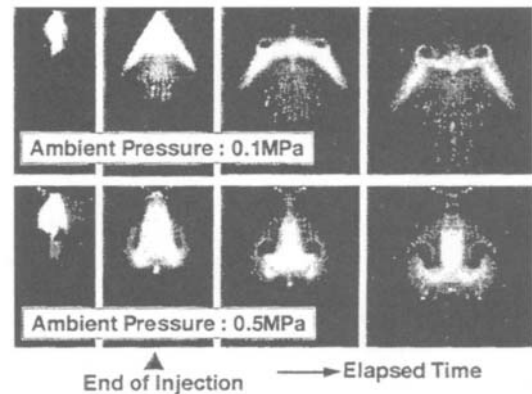 Ambient Pressure : 0.1MPa
Ambient Pressure : 0.5MPa
End of Injection
Elapsed Time